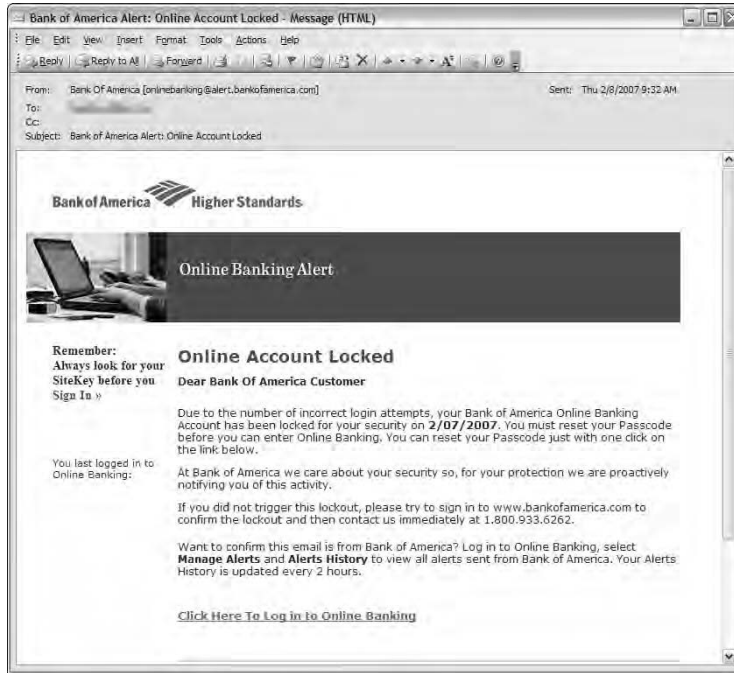 Bank of America Alert: Online Account Locked - Message (HTML)
File Edit View Insert Format Tools Actions Help
Reply Reply to All Forward
From: Bank Of America [onlinebanking@alert.bankofamerica.com] Sent: Thu 2/8/2007 9:32 AM
To:
Cc:
Subject: Bank of America Alert: Online Account Locked
Bank of America Higher Standards
Online Banking Alert
Remember:
Always look for your
SiteKey before you
Sign In »
You last logged in to
Online Banking:
Online Account Locked
Dear Bank Of America Customer
Due to the number of incorrect login attempts, your Bank of America Online Banking
Account has been locked for your security on 2/07/2007. You must reset your Passcode
before you can enter Online Banking. You can reset your Passcode just with one click on
the link below.
At Bank of America we care about your security so, for your protection we are proactively
notifying you of this activity.
If you did not trigger this lockout, please try to sign in to www.bankofamerica.com to
confirm the lockout and then contact us immediately at 1.800.933.6262.
Want to confirm this email is from Bank of America? Log in to Online Banking, select
Manage Alerts and Alerts History to view all alerts sent from Bank of America. Your Alerts
History is updated every 2 hours.
Click Here To Log in to Online Banking